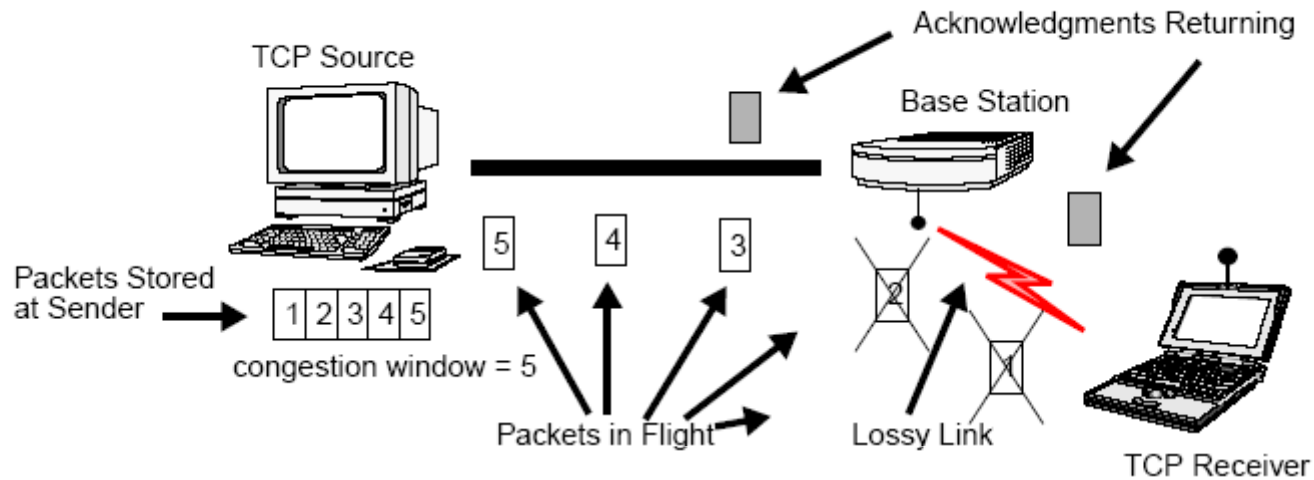 Acknowledgments Returning
TCP Source
Base Station
5
4
3
2
1
Packets Stored
at Sender
1 2 3 4 5
congestion window = 5
Packets in Flight
Lossy Link
TCP Receiver